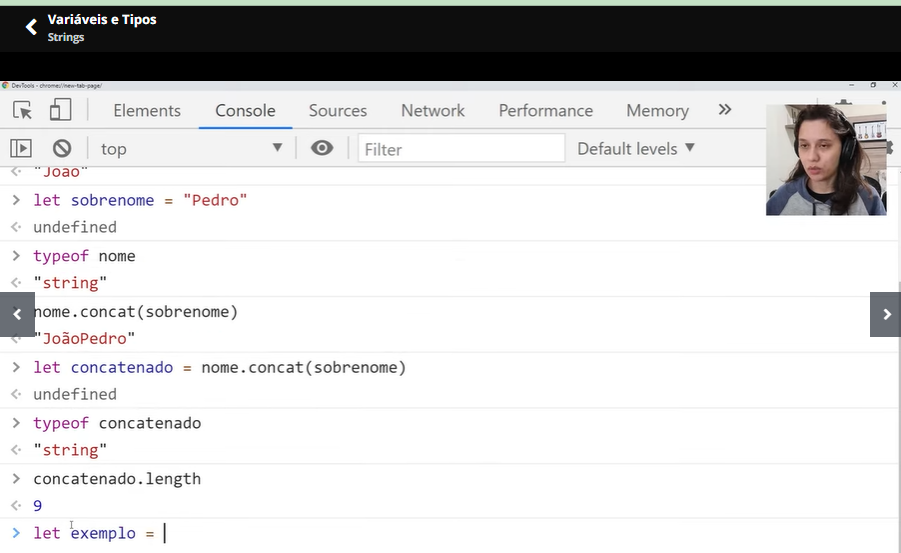 Variáveis e Tipos
Strings
DevTools - chrome://new-tab-page/
Elements Console Sources Network Performance Memory »
top Filter Default levels ▼
"João"
> let sobrenome = "Pedro"
undefined
> typeof nome
"string"
nome.concat(sobrenome)
"JoãoPedro"
> let concatenado = nome.concat(sobrenome)
undefined
> typeof concatenado
"string"
> concatenado.length
9
> let exemplo =